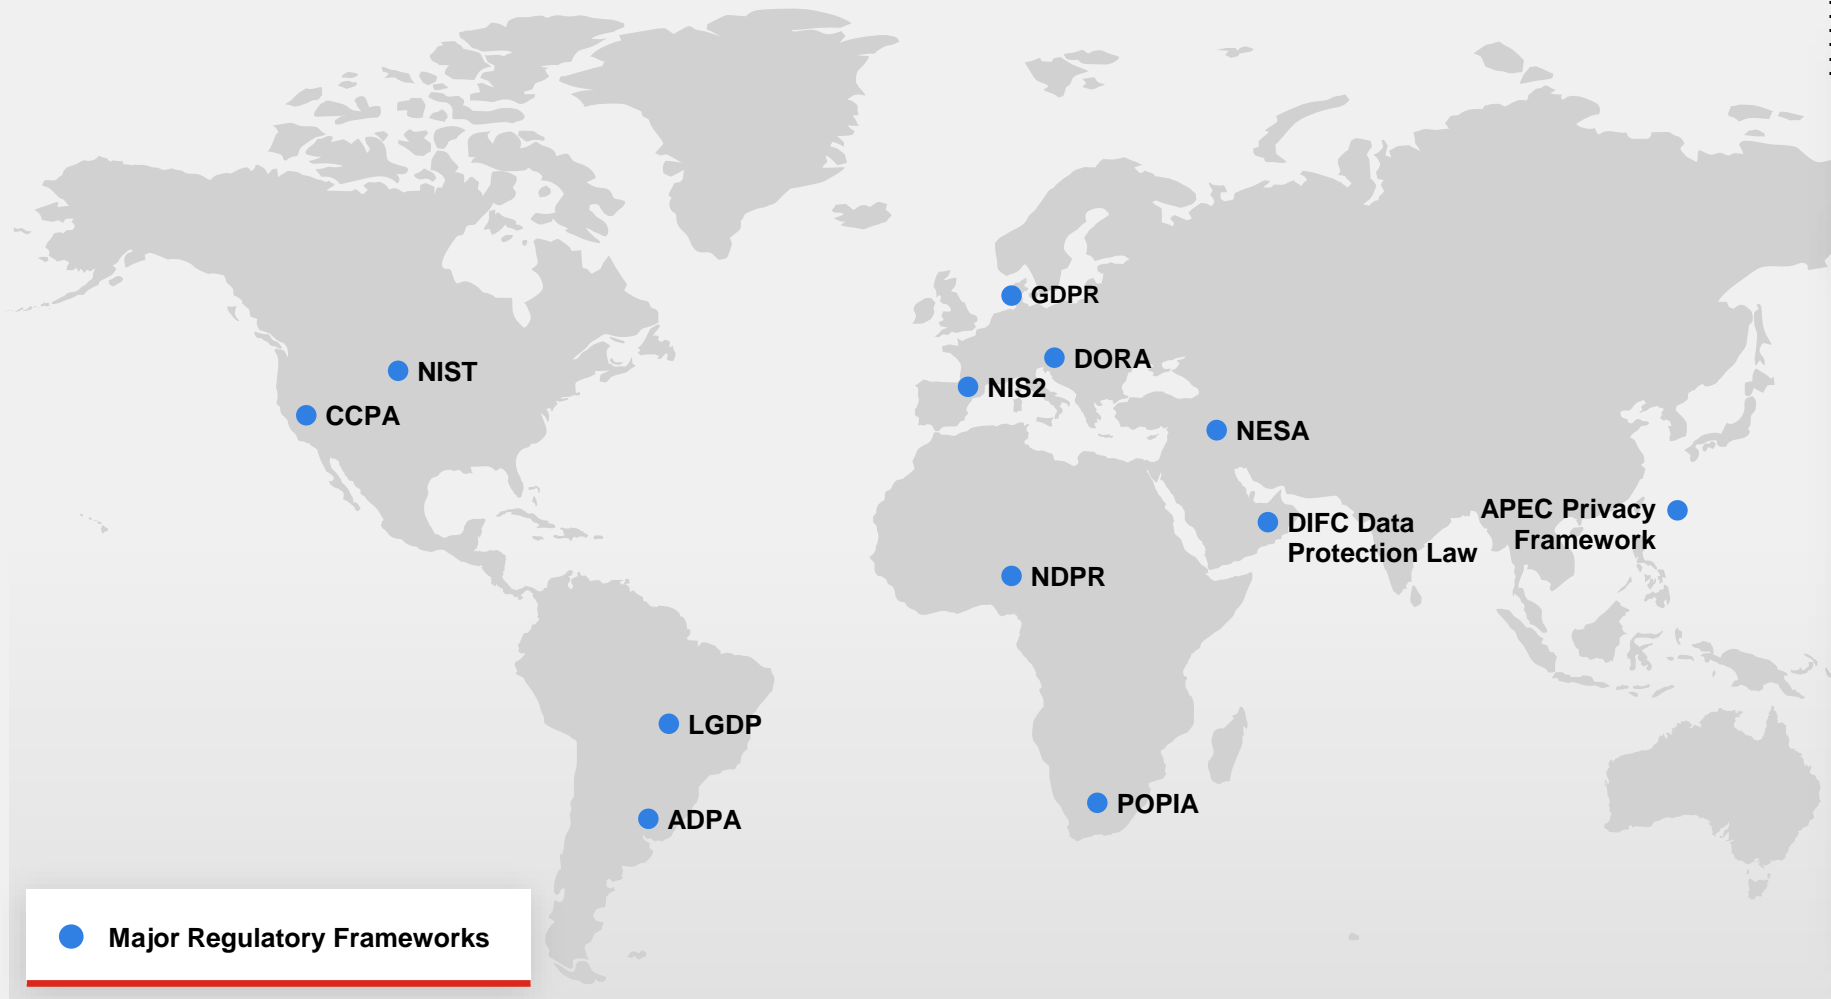 GDPR
DORA
NIST
NIS2
CCPA
NESA
APEC Privacy
Framework
DIFC Data
Protection Law
NDPR
LGDP
POPIA
ADPA
Major Regulatory Frameworks